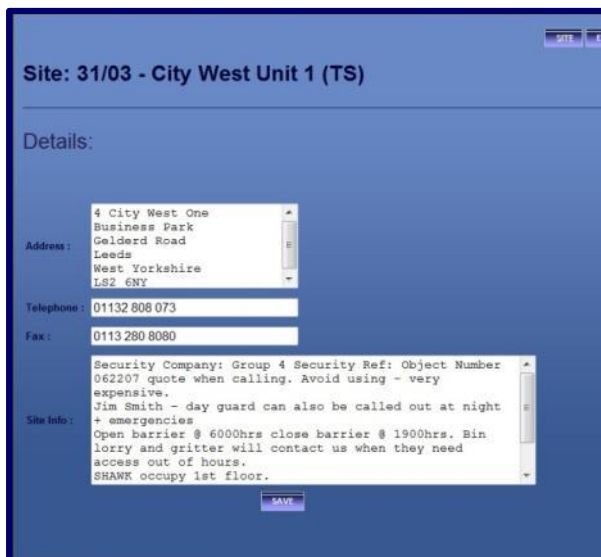 SITE
Site: 31/03 - City West Unit 1 (TS)
Details:
Address :
4 City West One
Business Park
Gelderd Road
Leeds
West Yorkshire
LS2 6NY
Telephone : 01132 808 073
Fax : 0113 280 8080
Site Info :
Security Company: Group 4 Security Ref: Object Number
062207 quote when calling. Avoid using - very
expensive.
Jim Smith - day guard can also be called out at night
+ emergencies
Open barrier @ 6000hrs close barrier @ 1900hrs. Bin
lorry and gritter will contact us when they need
access out of hours.
SHAWK occupy 1st floor.
SAVE